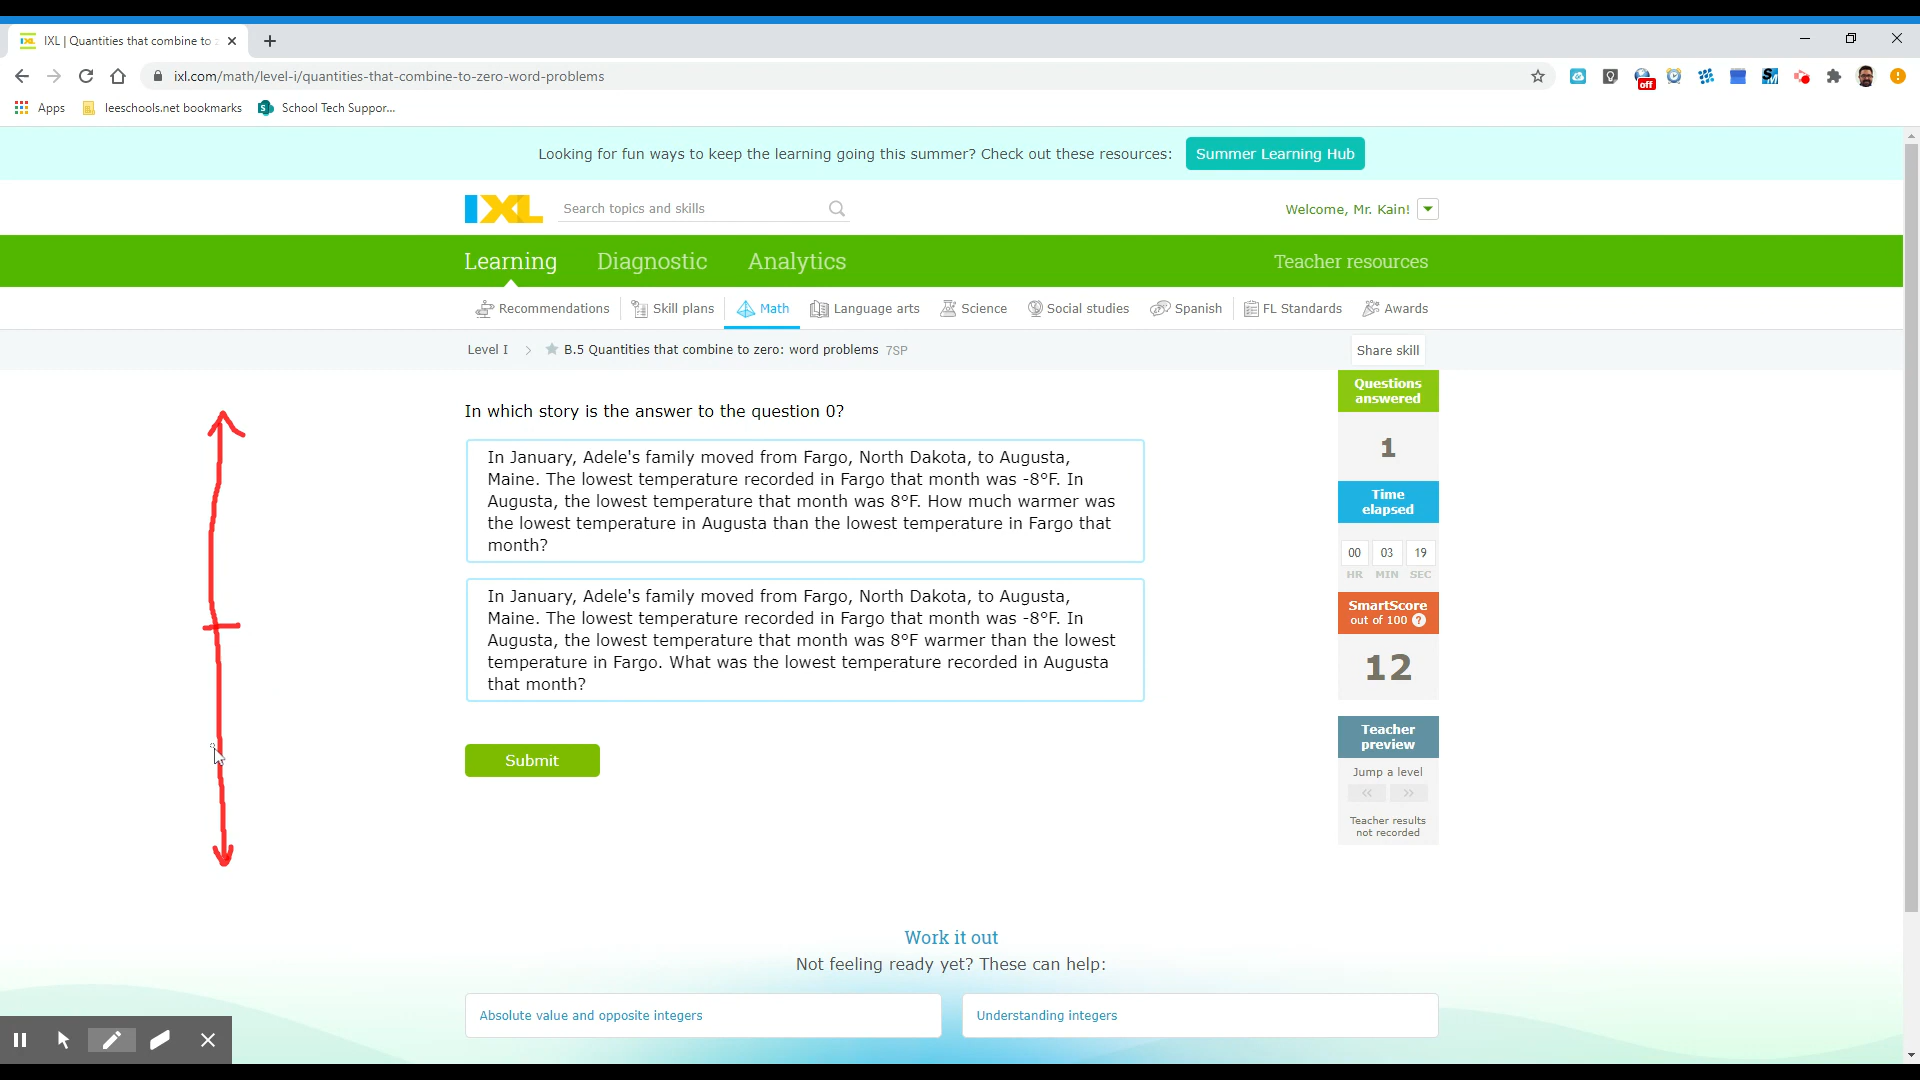 IXL | Quantities that combine to
ixl.com/math/level-i/quantities-that-combine-to-zero-word-problems
off
Apps
leeschools.net bookmarks
School Tech Suppor...
Looking for fun ways to keep the learning going this summer? Check out these resources:
Summer Learning Hub
IXL
Search topics and skills
Welcome, Mr. Kain!
Learning
Diagnostic
Analytics
Teacher resources
Recommendations
Skill plans
Math
Language arts
Science
Social studies
Spanish
FL Standards
Awards
Level I > B.5 Quantities that combine to zero: word problems 7SP
Share skill
In which story is the answer to the question 0?
In January, Adele's family moved from Fargo, North Dakota, to Augusta,
Maine. The lowest temperature recorded in Fargo that month was -8°F. In
Augusta, the lowest temperature that month was 8°F. How much warmer was
the lowest temperature in Augusta than the lowest temperature in Fargo that
month?
In January, Adele's family moved from Fargo, North Dakota, to Augusta,
Maine. The lowest temperature recorded in Fargo that month was -8°F. In
Augusta, the lowest temperature that month was 8°F warmer than the lowest
temperature in Fargo. What was the lowest temperature recorded in Augusta
that month?
Submit
Questions
answered
1
Time
elapsed
00 03 19
HR MIN SEC
SmartScore
out of 100 ?
12
Teacher
preview
Jump a level
<< >>
Teacher results
not recorded
Work it out
Not feeling ready yet? These can help:
Absolute value and opposite integers
Understanding integers